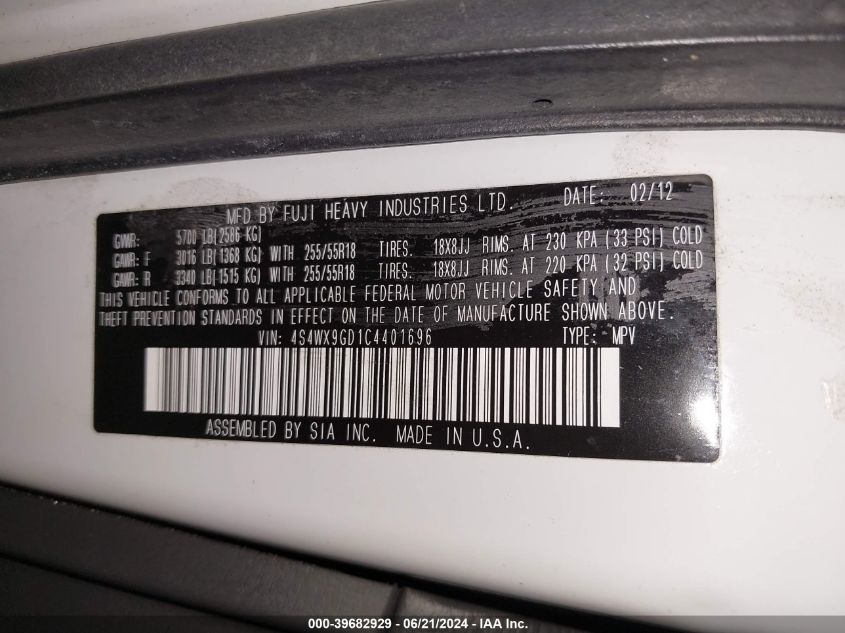 MFD BY FUJI HEAVY INDUSTRIES LTD. DATE: 02/12
GVWR: 5700 LB(2586 KG)
GAWR: F 3016 LB(1368 KG) WITH 255/55R18 TIRES. 18X8JJ RIMS. AT 230 KPA (33 PSI) COLD
GAWR: R 3340 LB(1515 KG) WITH 255/55R18 TIRES. 18X8JJ RIMS. AT 220 KPA (32 PSI) COLD
THIS VEHICLE CONFORMS TO ALL APPLICABLE FEDERAL MOTOR VEHICLE SAFETY AND
THEFT PREVENTION STANDARDS IN EFFECT ON THE DATE OF MANUFACTURE SHOWN ABOVE.
VIN: 4S4WX9GD1C4401696 TYPE: MPV
ASSEMBLED BY SIA INC. MADE IN U.S.A.
000-39682929 - 06/21/2024 - IAA Inc.